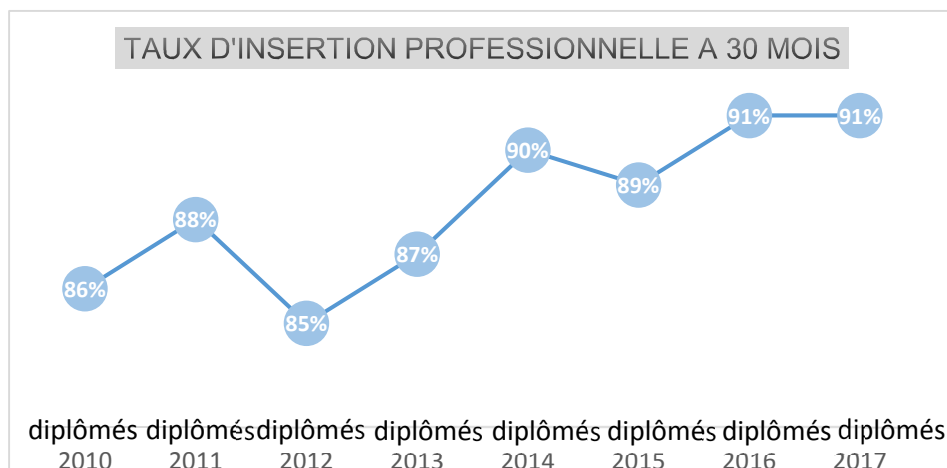 TAUX D'INSERTION PROFESSIONNELLE A 30 MOIS
91% 91%
90%
89%
88%
87%
86%
85%
diplômés diplômés diplômés diplômés diplômés diplômés diplômés diplômés
2010 2011 2012 2013 2014 2015 2016 2017